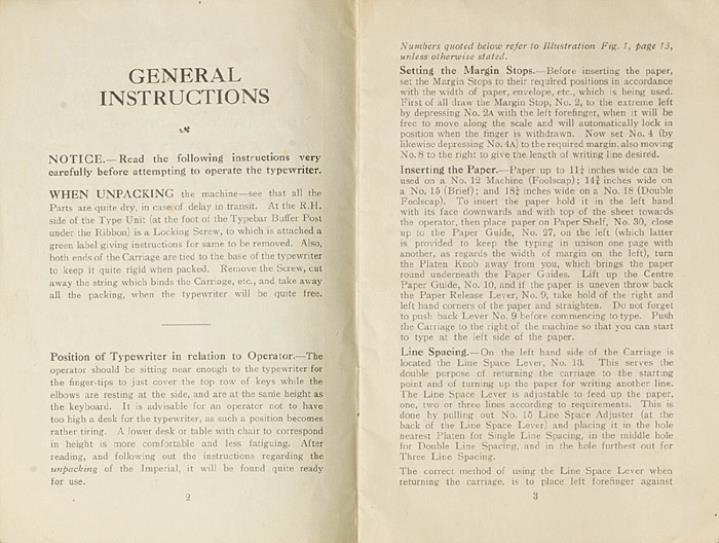 GENERAL
INSTRUCTIONS
NOTICE.—Read the following instructions very
carefully before attempting to operate the typewriter.
WHEN UNPACKING the machine—see that all the
Parts are quite dry, in case of delay in transit. At the R.H.
side of the Type Unit (at the foot of the Typebar Buffer Post
under the Ribbon) is a Locking Screw, to which is attached a
green label giving instructions for same to be removed. Also,
both ends of the Carriage are tied to the base of the typewriter
to keep it quite rigid when packed. Remove the Screw, cut
away the string which binds the Carriage, etc., and take away
all the packing, when the typewriter will be quite free.
Position of Typewriter in relation to Operator.—The
operator should be sitting near enough to the typewriter for
the finger-tips to just cover the top row of keys while the
elbows are resting at the side, and are at the same height as
the keyboard. It is advisable for an operator not to have
too high a desk for the typewriter, as such a position becomes
rather tiring. A lower desk or table with chair to correspond
in height is more comfortable and less fatiguing. After
reading, and following out the instructions regarding the
unpacking of the Imperial, it will be found quite ready
for use.
2
Numbers quoted below refer to Illustration Fig. 1, page 13,
unless otherwise stated.
Setting the Margin Stops.—Before inserting the paper,
set the Margin Stops to their required positions in accordance
with the width of paper, envelope, etc., which is being used.
First of all draw the Margin Stop, No. 2, to the extreme left
by depressing No. 2A with the left forefinger, when it will be
free to move along the scale and will automatically lock in
position when the finger is withdrawn. Now set No. 4 (by
likewise depressing No. 4A) to the required margin, also moving
No. 8 to the right to give the length of writing line desired.
Inserting the Paper.—Paper up to 11¼ inches wide can be
used on a No. 12 Machine (Foolscap); 14¾ inches wide on
a No. 15 (Brief); and 18¼ inches wide on a No. 18 (Double
Foolscap). To insert the paper hold it in the left hand
with its face downwards and with top of the sheet towards
the operator, then place paper on Paper Shelf, No. 30, close
up to the Paper Guide, No. 27, on the left (which latter
is provided to keep the typing in unison one page with
another, as regards the width of margin on the left), turn
the Platen Knob away from you, which brings the paper
round underneath the Paper Guides. Lift up the Centre
Paper Guide, No. 10, and if the paper is uneven throw back
the Paper Release Lever, No. 9, take hold of the right and
left hand corners of the paper and straighten. Do not forget
to push back Lever No. 9 before commencing to type. Push
the Carriage to the right of the machine so that you can start
to type at the left side of the paper.
Line Spacing.—On the left hand side of the Carriage is
located the Line Space Lever, No. 13. This serves the
double purpose of returning the carriage to the starting
point and of turning up the paper for writing another line.
The Line Space Lever is adjustable to feed up the paper,
one, two or three lines according to requirements. This is
done by pulling out No. 15 Line Space Adjuster (at the
back of the Line Space Lever) and placing it in the hole
nearest Platen for Single Line Spacing, in the middle hole
for Double Line Spacing, and in the hole furthest out for
Three Line Spacing.
The correct method of using the Line Space Lever when
returning the carriage, is to place left forefinger against
3